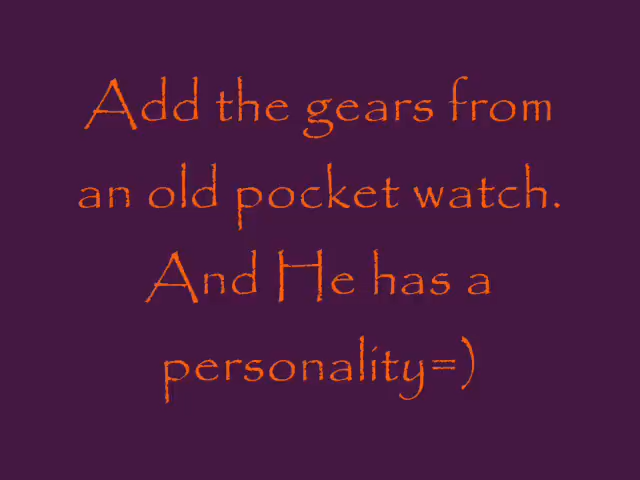 Add the gears from
an old pocket watch.
And He has a
personality=)